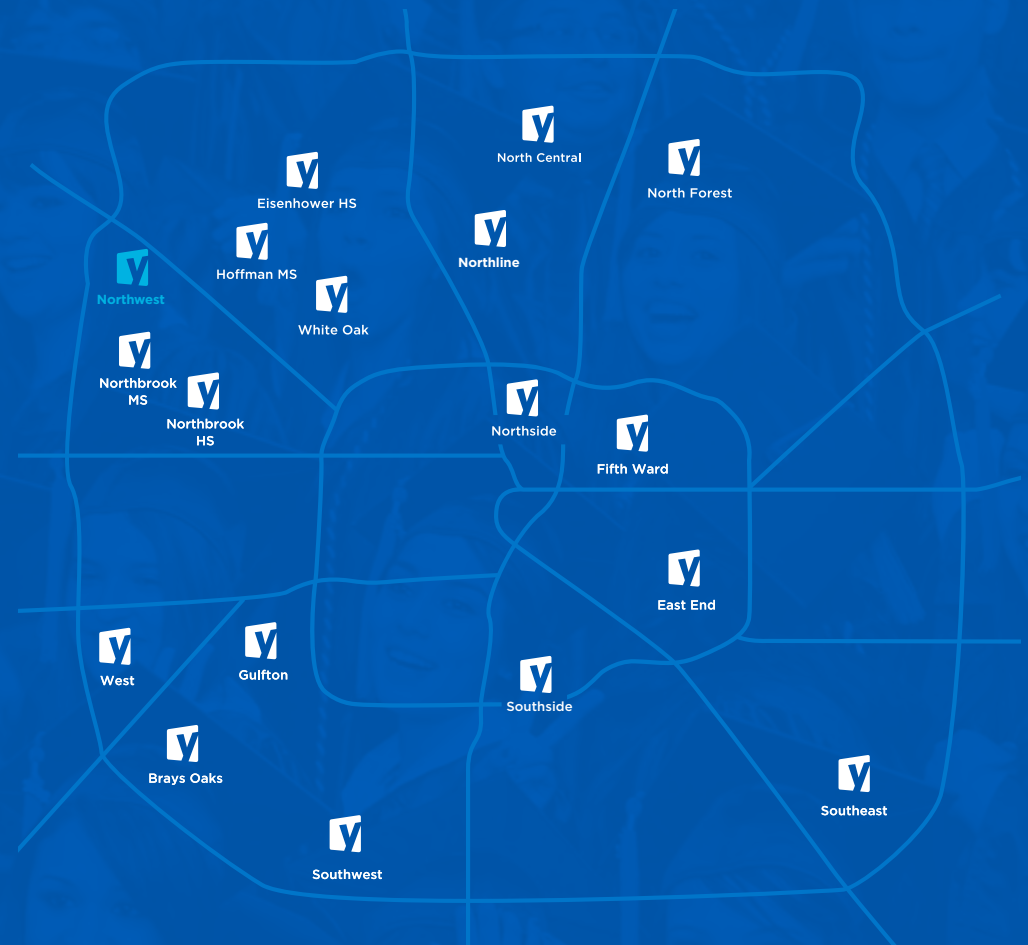 North Central
North Forest
Eisenhower HS
Northline
Hoffman MS
Northwest
White Oak
Northbrook
MS
Northbrook
HS
Northside
Fifth Ward
East End
West
Gulfton
Southside
Brays Oaks
Southeast
Southwest